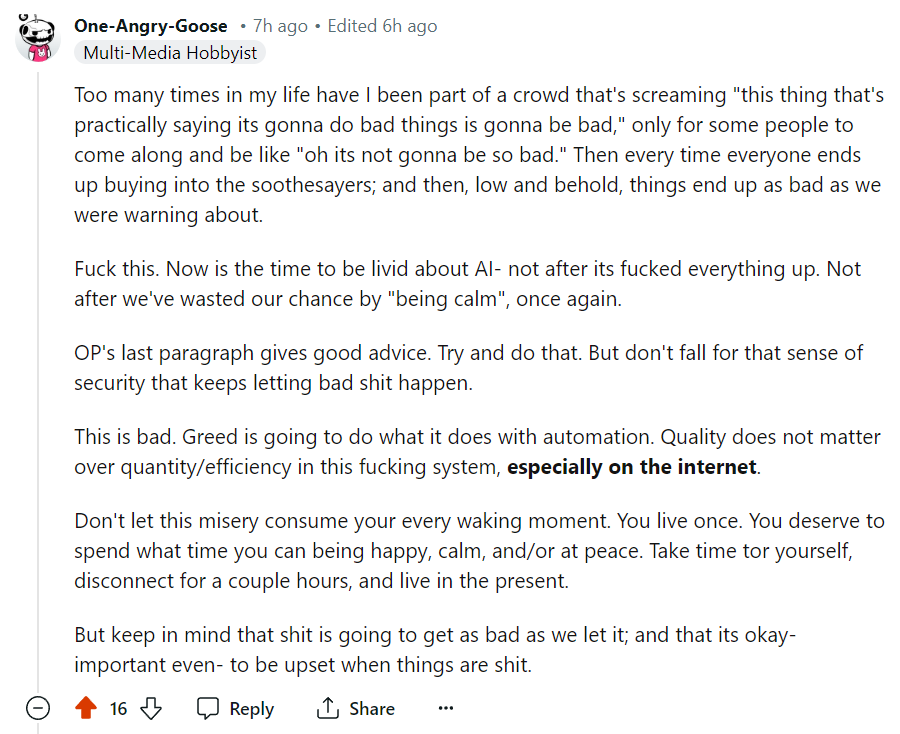 One-Angry-Goose • 7h ago • Edited 6h ago
Multi-Media Hobbyist
Too many times in my life have I been part of a crowd that's screaming "this thing that's
practically saying its gonna do bad things is gonna be bad," only for some people to
come along and be like "oh its not gonna be so bad." Then every time everyone ends
up buying into the soothesayers; and then, low and behold, things end up as bad as we
were warning about.
Fuck this. Now is the time to be livid about AI- not after its fucked everything up. Not
after we've wasted our chance by "being calm", once again.
OP's last paragraph gives good advice. Try and do that. But don't fall for that sense of
security that keeps letting bad shit happen.
This is bad. Greed is going to do what it does with automation. Quality does not matter
over quantity/efficiency in this fucking system, especially on the internet.
Don't let this misery consume your every waking moment. You live once. You deserve to
spend what time you can being happy, calm, and/or at peace. Take time tor yourself,
disconnect for a couple hours, and live in the present.
But keep in mind that shit is going to get as bad as we let it; and that its okay-
important even- to be upset when things are shit.
16 Reply Share ...